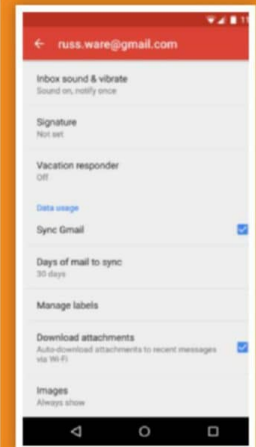 11
russ.ware@gmail.com
Inbox sound & vibrate
Sound on, notify once
Signature
Not set
Vacation responder
Off
Data usage
Sync Gmail
Days of mail to sync
30 days
Manage labels
Download attachments
Auto-download attachments to recent messages
via Wi-Fi
Images
Always show